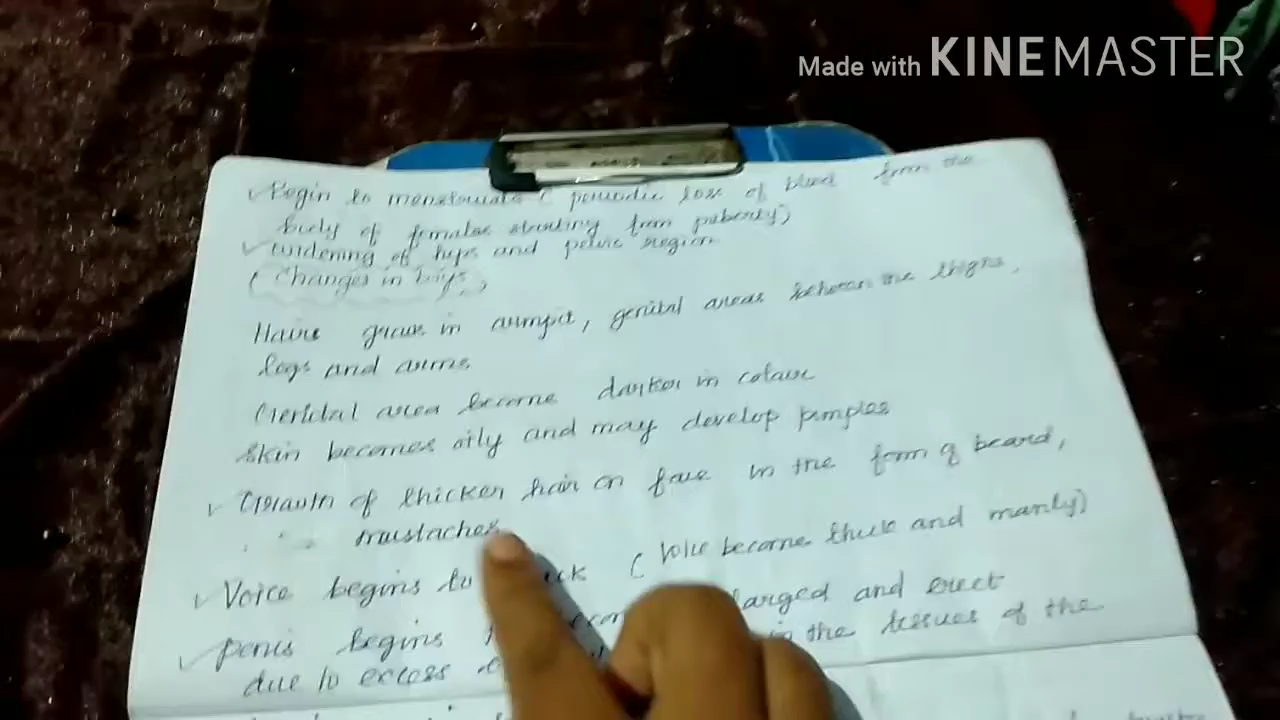 Made with KINEMASTER
Begin to menstruate ( periodic loss of blood from the
body of females starting from puberty)
widening of hips and pelvic region
( Changes in boys )
Hairs grow in armpit, genital areas between the thighs,
legs and arms
Genital area become darker in colour
Skin becomes oily and may develop pimples
Growth of thicker hair on face in the form of beard,
mustaches
Voice begins to ( Voice become thick and manly)
Penis begins and erect
due to excess in the tissues of the